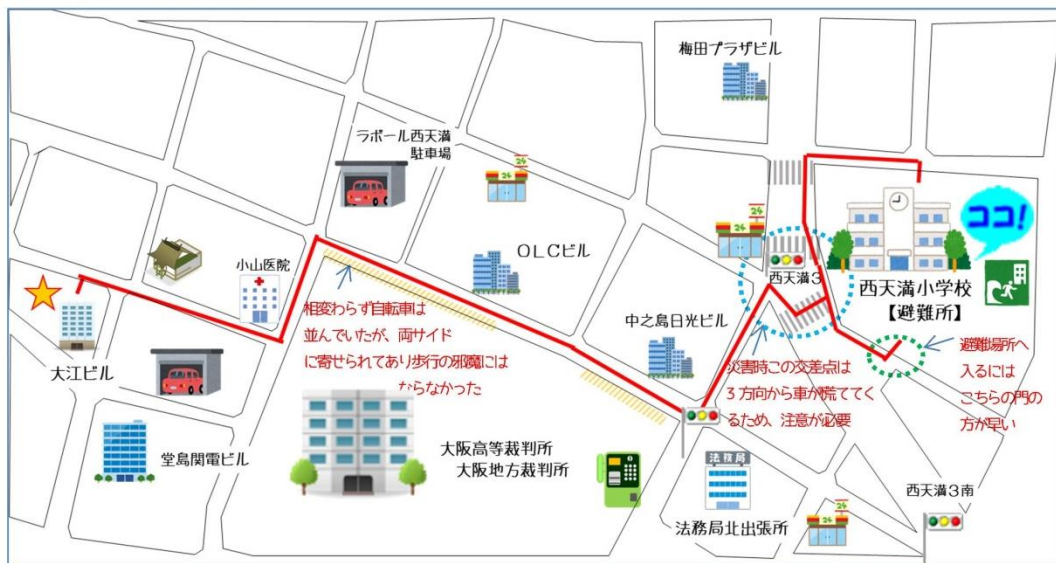 梅田プラザビル
ラポール西天満
駐車場
24
24
ココ!
小山医院
OLCビル
西天満3
西天満小学校
【避難所】
大江ビル
相変わらず自転車は
並んでいたが、両サイド
に寄せられてあり歩行の邪魔には
ならなかった
中之島日光ビル
災害時この交差点は
3方向から車が慌ててく
るため、注意が必要
避難場所へ
入るには
こちらの門の
方が早い
堂島関電ビル
大阪高等裁判所
大阪地方裁判所
法務局
法務局北出張所
24
西天満3南